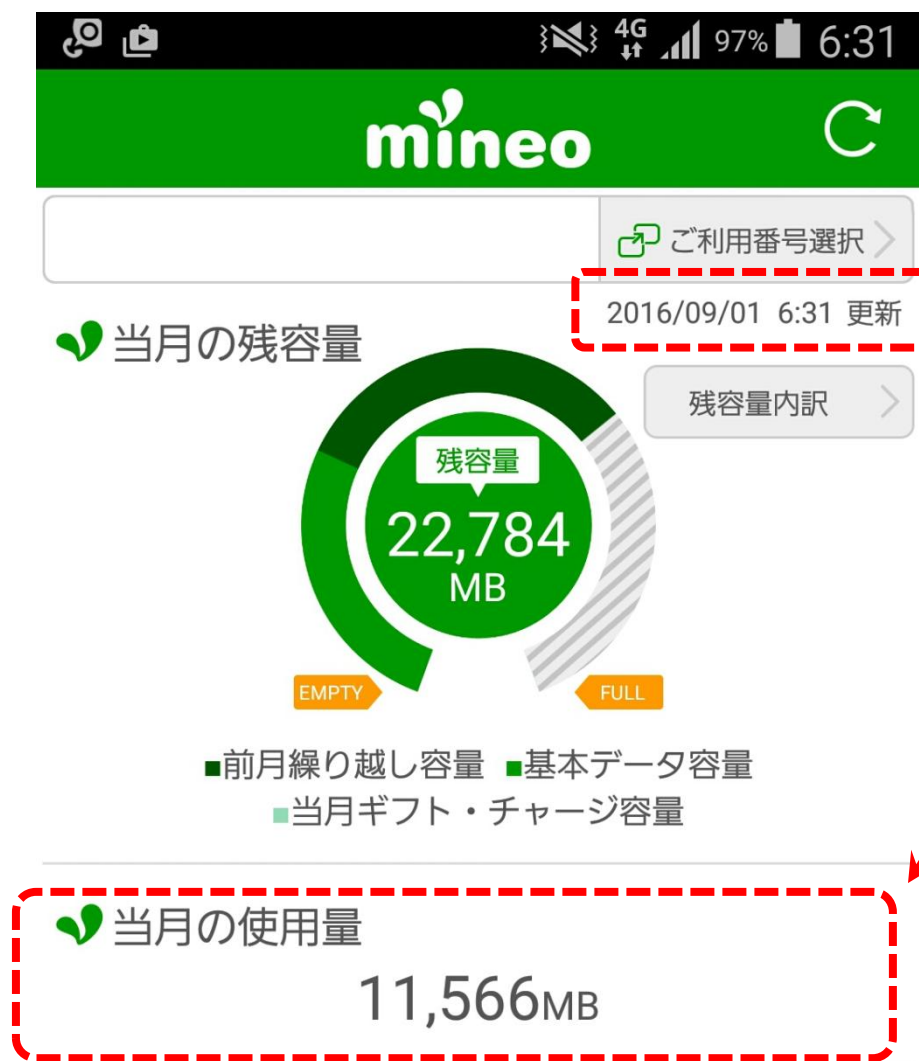 4G 97% 6:31
mineo
ご利用番号選択
2016/09/01 6:31 更新
当月の残容量
残容量内訳
残容量
22,784
MB
EMPTY FULL
■前月繰り越し容量 ■基本データ容量
■当月ギフト・チャージ容量
当月の使用量
11,566MB